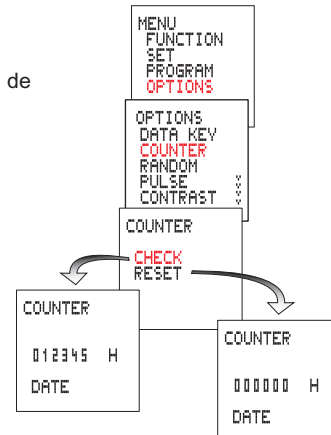 MENU
FUNCTION
SET
PROGRAM
OPTIONS
de
OPTIONS
DATA KEY
COUNTER
RANDOM
PULSE
CONTRAST
COUNTER
CHECK
RESET
COUNTER
012345 H
DATE
COUNTER
000000 H
DATE